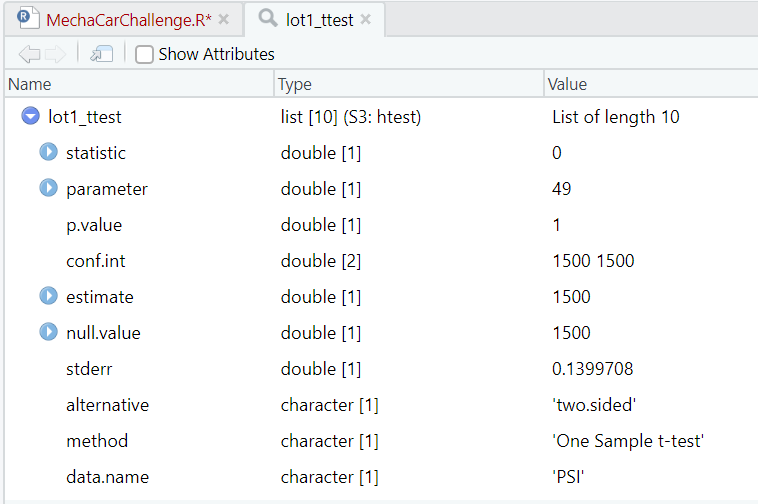 MechaCarChallenge.R* lot1_ttest
Show Attributes
Name Type Value
lot1_ttest list [10] (S3: htest) List of length 10
statistic double [1] 0
parameter double [1] 49
p.value double [1] 1
conf.int double [2] 1500 1500
estimate double [1] 1500
null.value double [1] 1500
stderr double [1] 0.1399708
alternative character [1] 'two.sided'
method character [1] 'One Sample t-test'
data.name character [1] 'PSI'